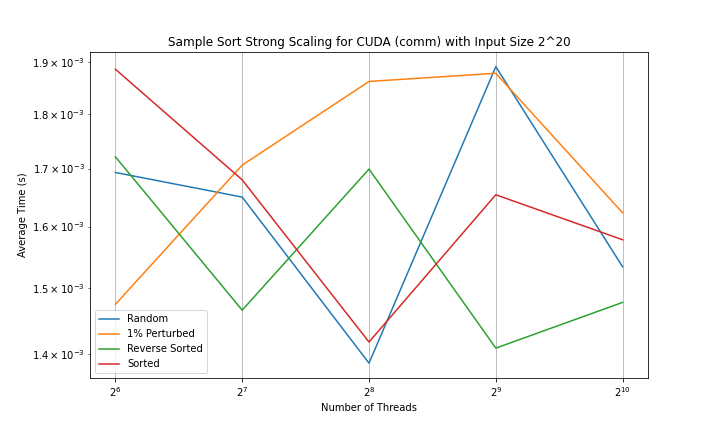 Sample Sort Strong Scaling for CUDA (comm) with Input Size 2^20
1.9 × 10⁻³
1.8 × 10⁻³
1.7 × 10⁻³
1.6 × 10⁻³
1.5 × 10⁻³
1.4 × 10⁻³
Average Time (s)
Random
1% Perturbed
Reverse Sorted
Sorted
2⁶ 2⁷ 2⁸ 2⁹ 2¹⁰
Number of Threads